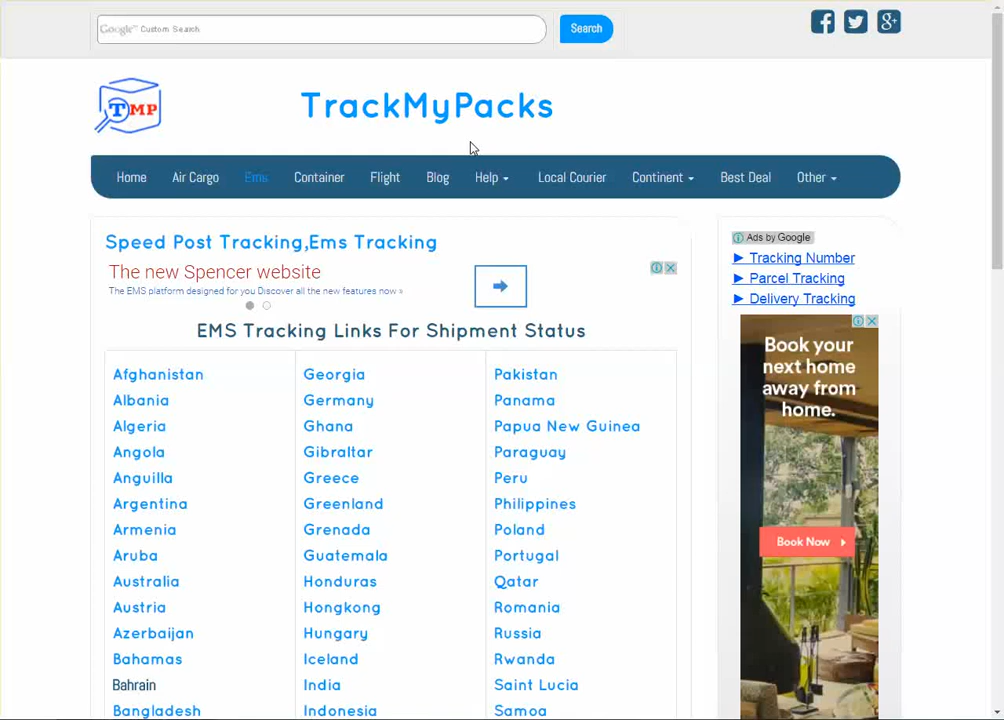 Google™ Custom Search
Search
TMP
TrackMyPacks
Home Air Cargo Ems Container Flight Blog Help Local Courier Continent Best Deal Other
Speed Post Tracking,Ems Tracking
The new Spencer website
The EMS platform designed for you Discover all the new features now »
EMS Tracking Links For Shipment Status
Afghanistan
Albania
Algeria
Angola
Anguilla
Argentina
Armenia
Aruba
Australia
Austria
Azerbaijan
Bahamas
Bahrain
Bangladesh
Georgia
Germany
Ghana
Gibraltar
Greece
Greenland
Grenada
Guatemala
Honduras
Hongkong
Hungary
Iceland
India
Indonesia
Pakistan
Panama
Papua New Guinea
Paraguay
Peru
Philippines
Poland
Portugal
Qatar
Romania
Russia
Rwanda
Saint Lucia
Samoa
Ads by Google
► Tracking Number
► Parcel Tracking
► Delivery Tracking
Book your
next home
away from
home.
Book Now